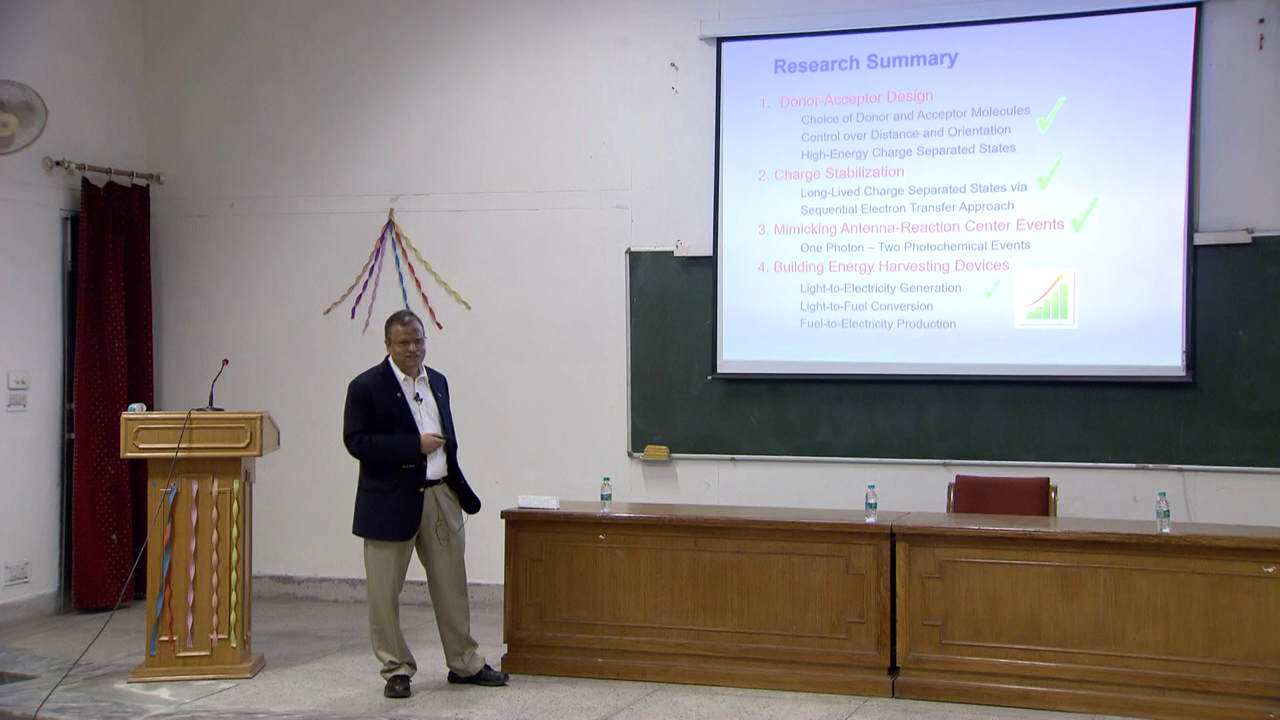 Research Summary
1. Donor-Acceptor Design
Choice of Donor and Acceptor Molecules
Control over Distance and Orientation
High-Energy Charge Separated States
2. Charge Stabilization
Long-Lived Charge Separated States via
Sequential Electron Transfer Approach
3. Mimicking Antenna-Reaction Center Events
One Photon – Two Photochemical Events
4. Building Energy Harvesting Devices
Light-to-Electricity Generation
Light-to-Fuel Conversion
Fuel-to-Electricity Production